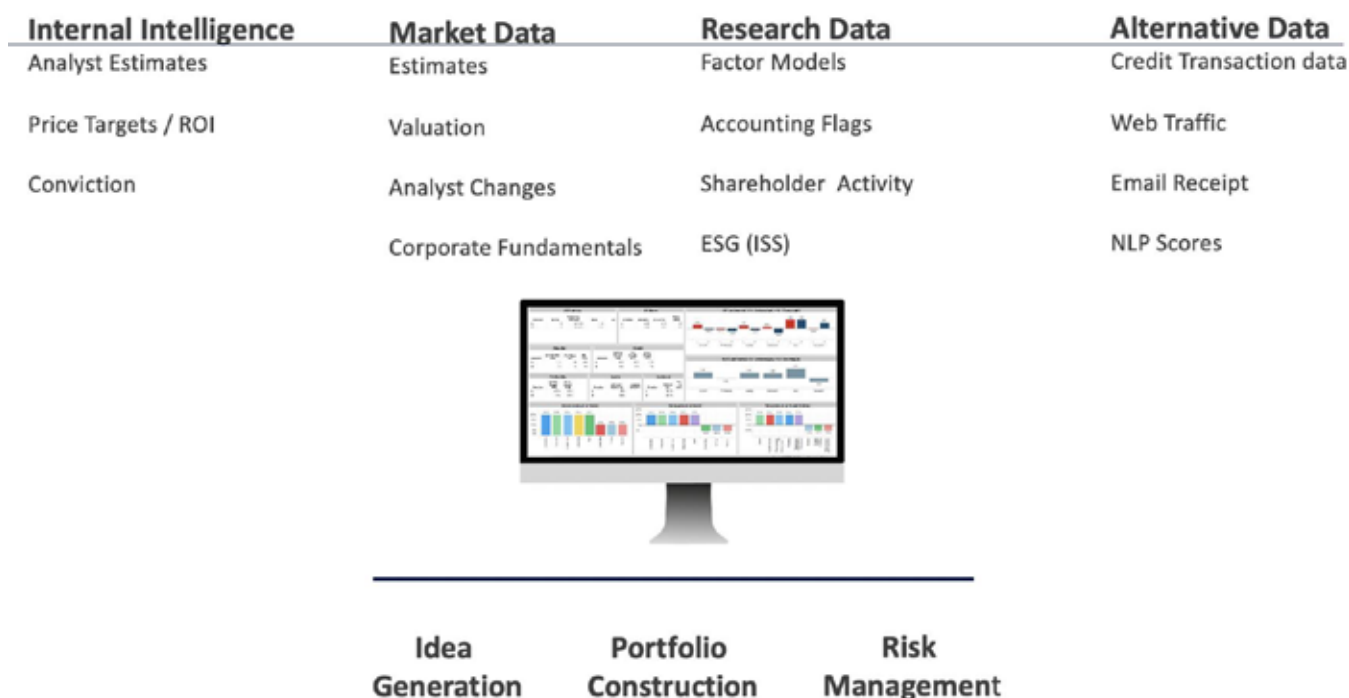 Internal Intelligence
Analyst Estimates
Price Targets / ROI
Conviction
Market Data
Estimates
Valuation
Analyst Changes
Corporate Fundamentals
Research Data
Factor Models
Accounting Flags
Shareholder Activity
ESG (ISS)
Alternative Data
Credit Transaction data
Web Traffic
Email Receipt
NLP Scores
Idea
Generation
Portfolio
Construction
Risk
Management